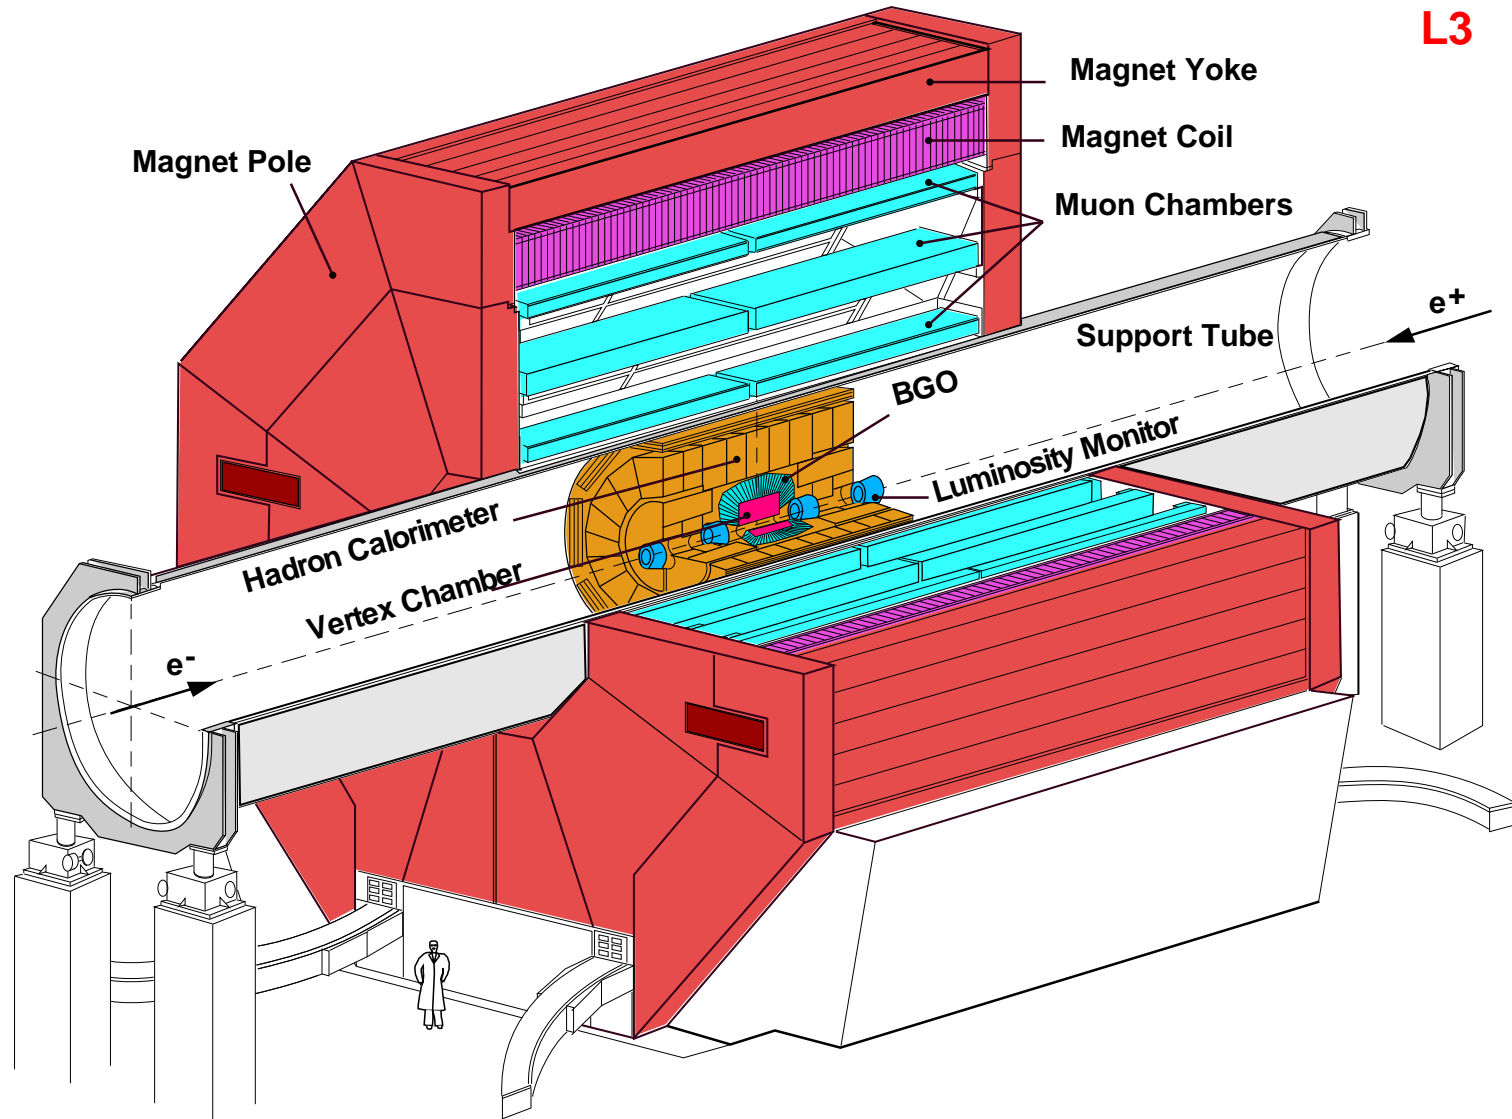 L3
Magnet Yoke
Magnet Coil
Magnet Pole
Muon Chambers
e+
Support Tube
BGO
Luminosity Monitor
Hadron Calorimeter
Vertex Chamber
e-